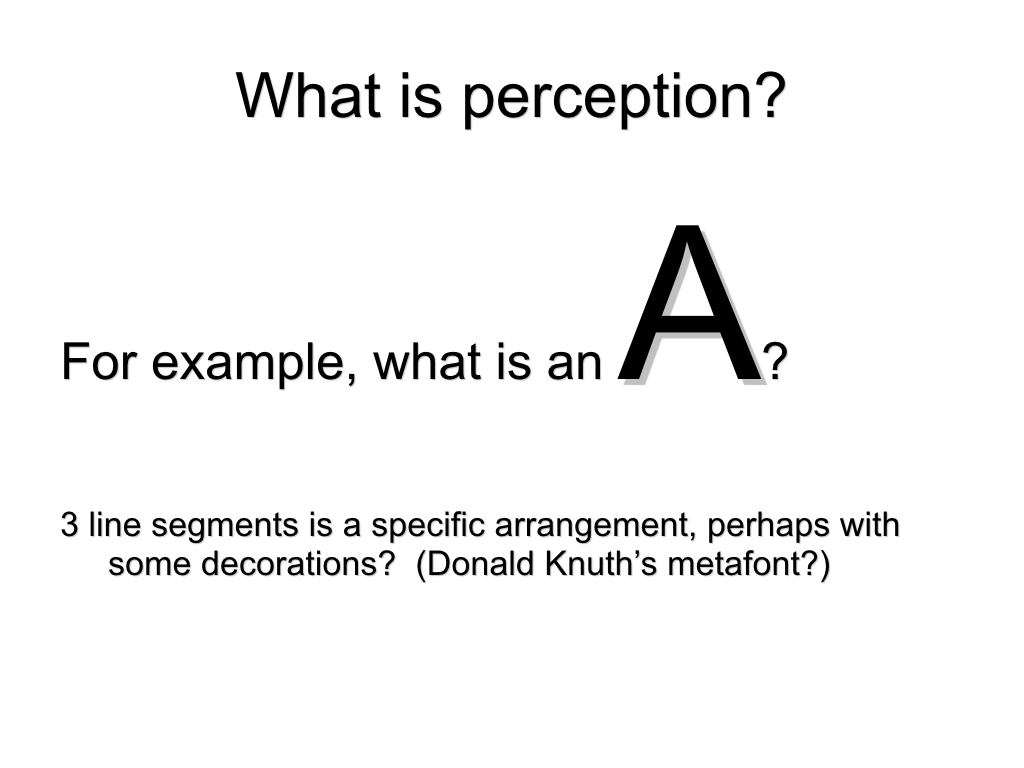 What is perception?
For example, what is an A?
3 line segments is a specific arrangement, perhaps with
some decorations?  (Donald Knuth’s metafont?)